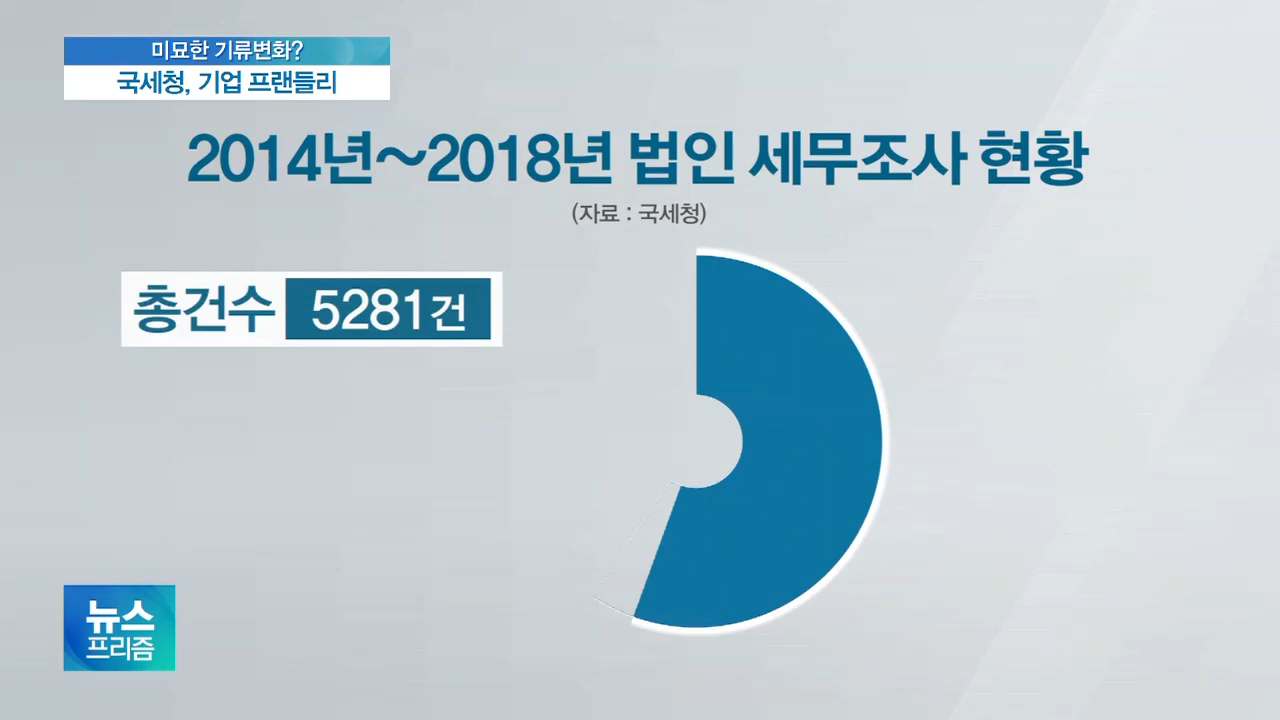 미묘한 기류변화?
국세청, 기업 프랜들리
2014년~2018년 법인 세무조사 현황
(자료 : 국세청)
총건수 5281건
뉴스
프리즘